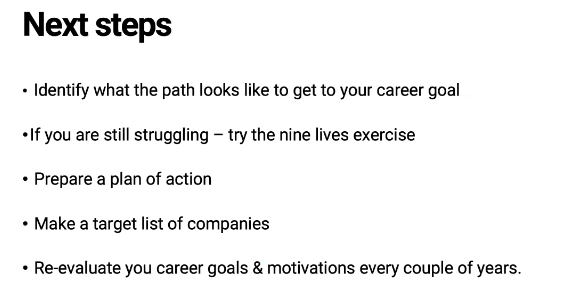 Next steps
• Identify what the path looks like to get to your career goal
•If you are still struggling – try the nine lives exercise
• Prepare a plan of action
• Make a target list of companies
• Re-evaluate you career goals & motivations every couple of years.